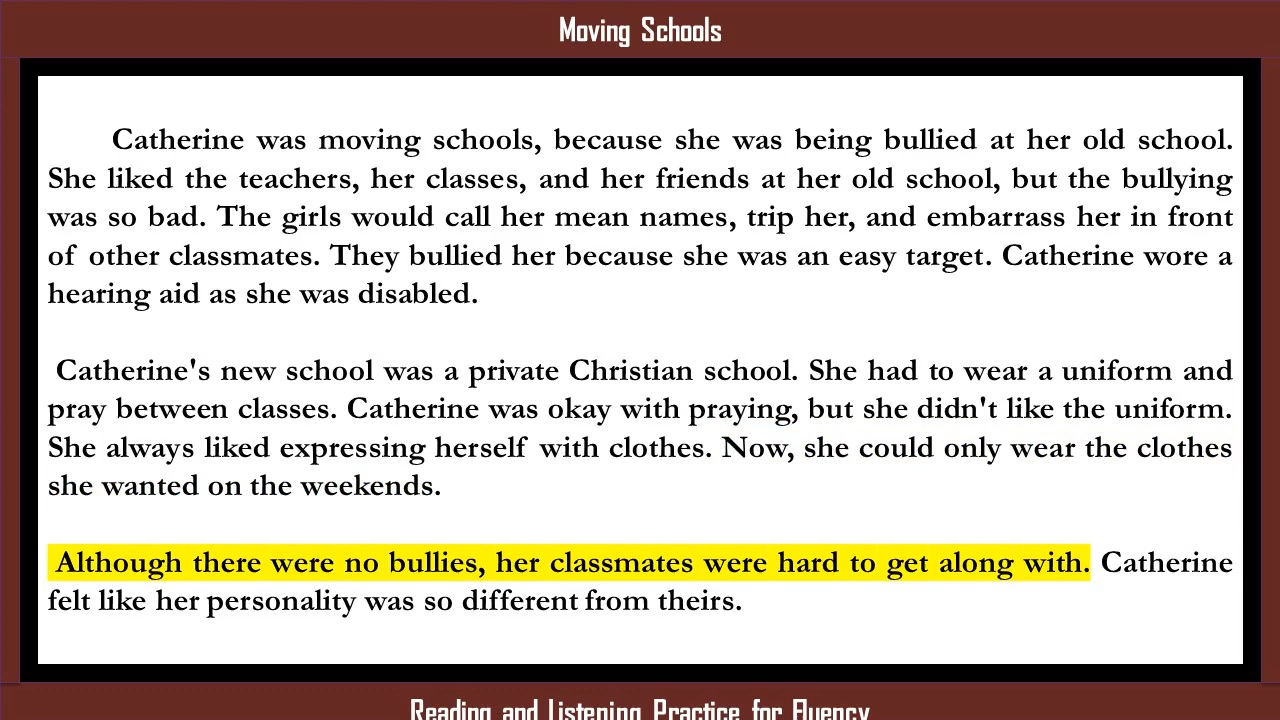 Moving Schools
Catherine was moving schools, because she was being bullied at her old school.
She liked the teachers, her classes, and her friends at her old school, but the bullying
was so bad. The girls would call her mean names, trip her, and embarrass her in front
of other classmates. They bullied her because she was an easy target. Catherine wore a
hearing aid as she was disabled.
Catherine's new school was a private Christian school. She had to wear a uniform and
pray between classes. Catherine was okay with praying, but she didn't like the uniform.
She always liked expressing herself with clothes. Now, she could only wear the clothes
she wanted on the weekends.
Although there were no bullies, her classmates were hard to get along with. Catherine
felt like her personality was so different from theirs.
Reading and Listening Practice for Fluency